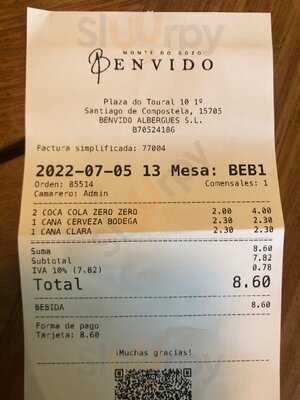 Sluurpy
MONTE DO GOZO
BENVIDO
Plaza do Toural 10 1º
Santiago de Compostela, 15705
BENVIDO ALBERGUES S.L.
B70524186
Factura simplificada: 77004
2022-07-05 13 Mesa: BEB1
Orden: 85514 Comensales: 1
Camarero: Admin
2 COCA COLA ZERO ZERO 2.00 4.00
1 CANA CERVEZA BODEGA 2.30 2.30
1 CANA CLARA 2.30 2.30
Suma 8.60
Subtotal 7.82
IVA 10% (7.82) 0.78
Total 8.60
BEBIDA 8.60
Forma de pago
Tarjeta: 8.60
¡Muchas gracias!